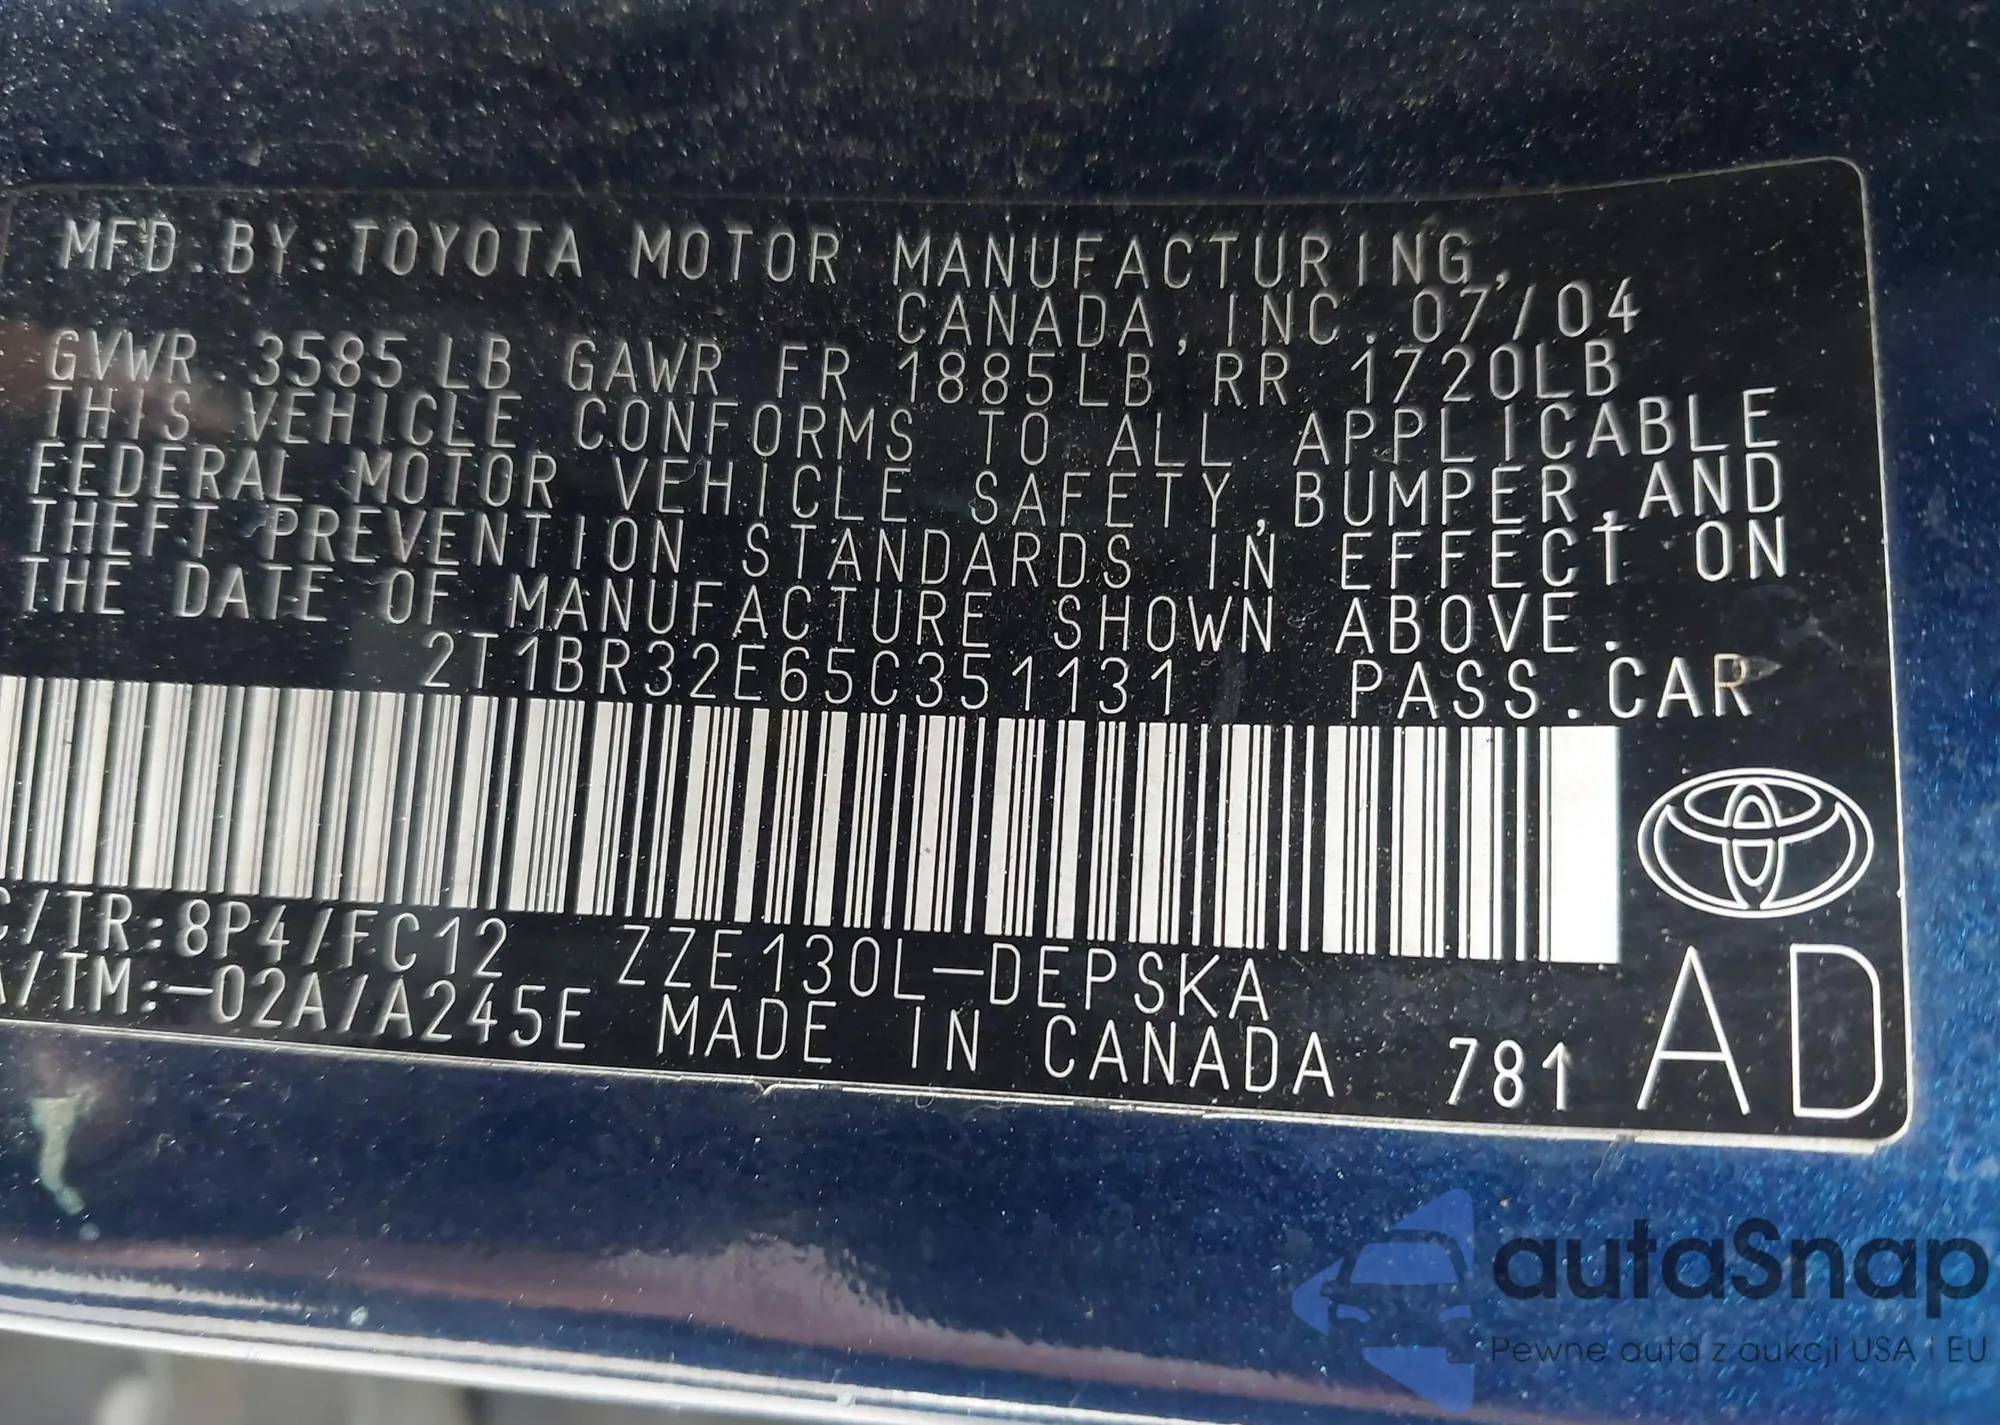 MFD. BY: TOYOTA MOTOR MANUFACTURING,
CANADA, INC. 07/04
GVWR 3585 LB GAWR FR 1885LB RR 1720LB
THIS VEHICLE CONFORMS TO ALL APPLICABLE
FEDERAL MOTOR VEHICLE SAFETY, BUMPER, AND
THEFT PREVENTION STANDARDS IN EFFECT ON
THE DATE OF MANUFACTURE SHOWN ABOVE.
2T1BR32E65C351131 PASS. CAR
C/TR:8P4/FC12 ZZE130L-DEPSKA
A/TM:-02A/A245E MADE IN CANADA 781 AD
autaSnap
Pewne auta z aukcji USA i EU